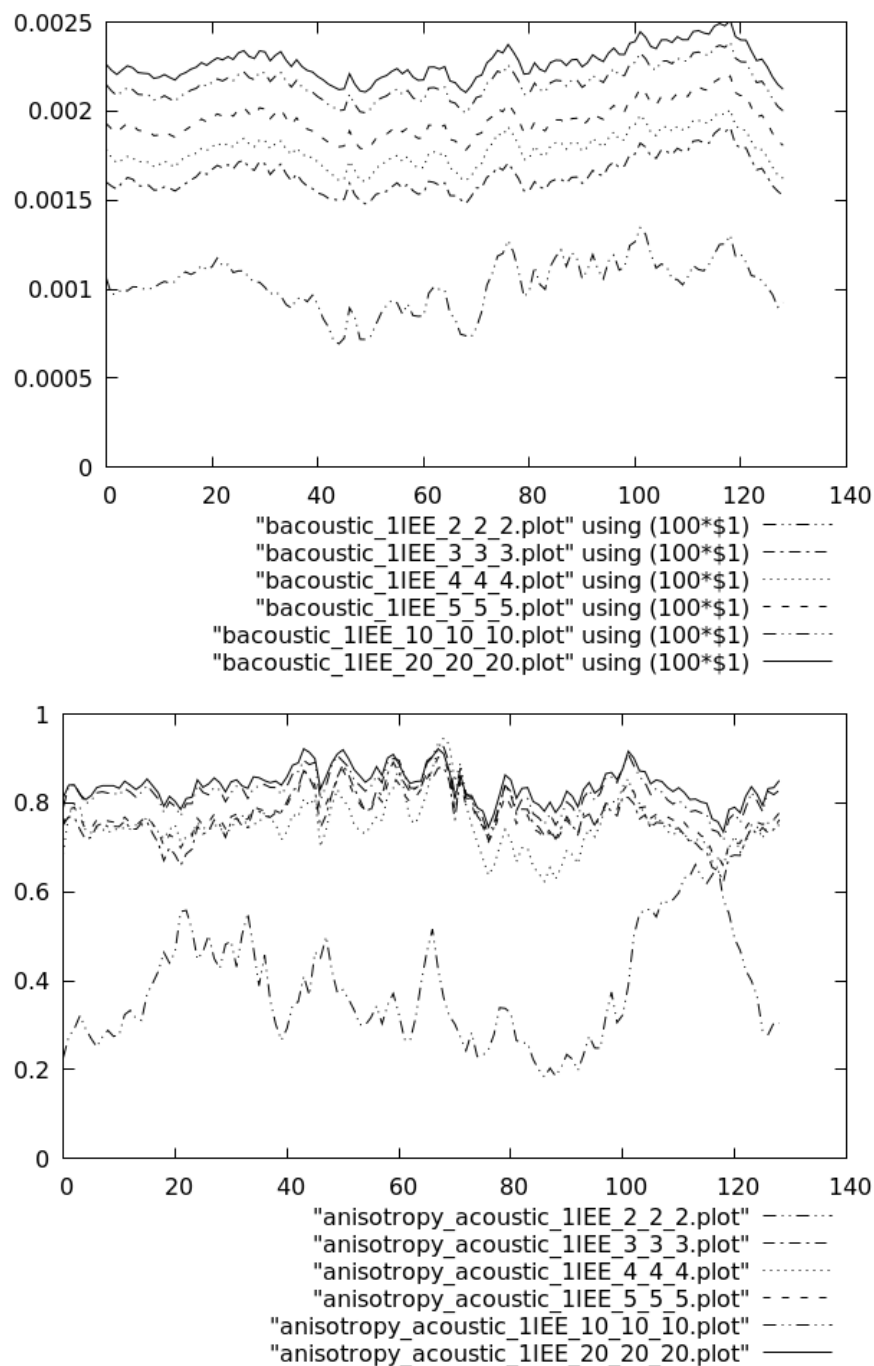 0.0025
0.002
0.0015
0.001
0.0005
0
0 20 40 60 80 100 120 140
"bacoustic_1IEE_2_2_2.plot" using (100*$1)
"bacoustic_1IEE_3_3_3.plot" using (100*$1)
"bacoustic_1IEE_4_4_4.plot" using (100*$1)
"bacoustic_1IEE_5_5_5.plot" using (100*$1)
"bacoustic_1IEE_10_10_10.plot" using (100*$1)
"bacoustic_1IEE_20_20_20.plot" using (100*$1)
1
0.8
0.6
0.4
0.2
0
0 20 40 60 80 100 120 140
"anisotropy_acoustic_1IEE_2_2_2.plot"
"anisotropy_acoustic_1IEE_3_3_3.plot"
"anisotropy_acoustic_1IEE_4_4_4.plot"
"anisotropy_acoustic_1IEE_5_5_5.plot"
"anisotropy_acoustic_1IEE_10_10_10.plot"
"anisotropy_acoustic_1IEE_20_20_20.plot"